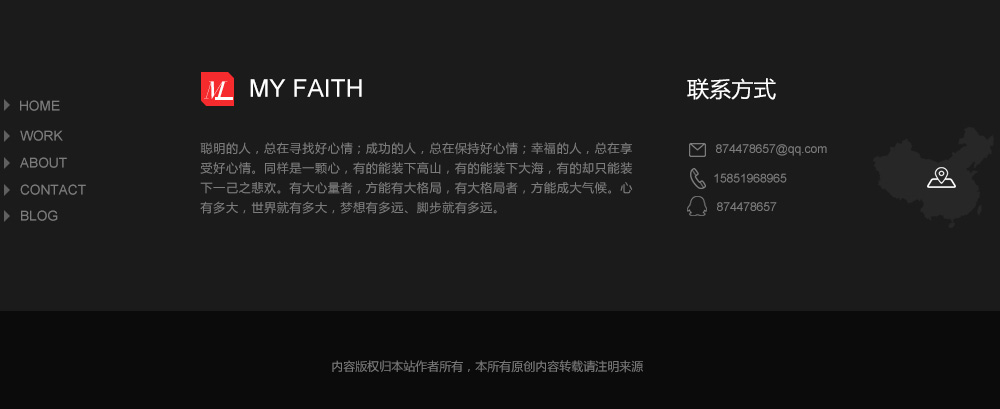 HOME
WORK
ABOUT
CONTACT
BLOG
ML
MY FAITH
聪明的人，总在寻找好心情；成功的人，总在保持好心情；幸福的人，总在享
受好心情。同样是一颗心，有的能装下高山，有的能装下大海，有的却只能装
下一己之悲欢。有大心量者，方能有大格局，有大格局者，方能成大气候。心
有多大，世界就有多大，梦想有多远、脚步就有多远。
联系方式
874478657@qq.com
15851968965
874478657
内容版权归本站作者所有，本所有原创内容转载请注明来源